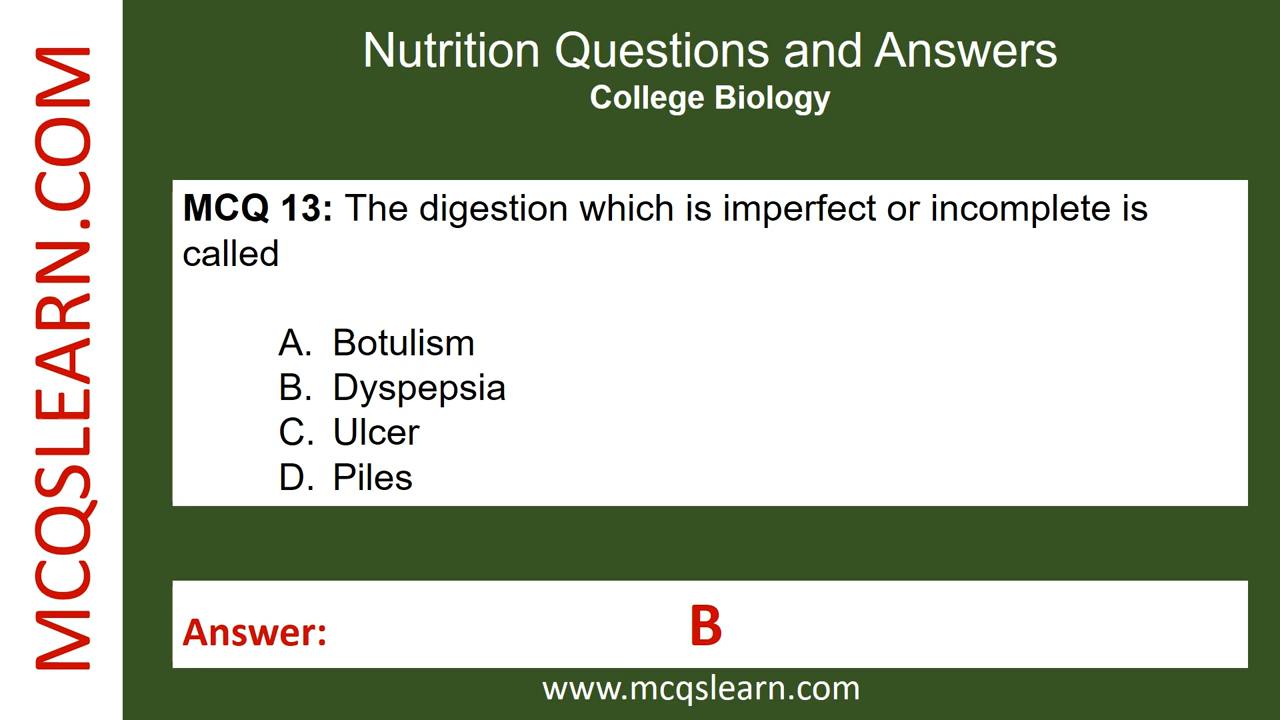 MCQSLEARN.COM
Nutrition Questions and Answers
College Biology
MCQ 13: The digestion which is imperfect or incomplete is
called
A. Botulism
B. Dyspepsia
C. Ulcer
D. Piles
Answer: B
www.mcqslearn.com